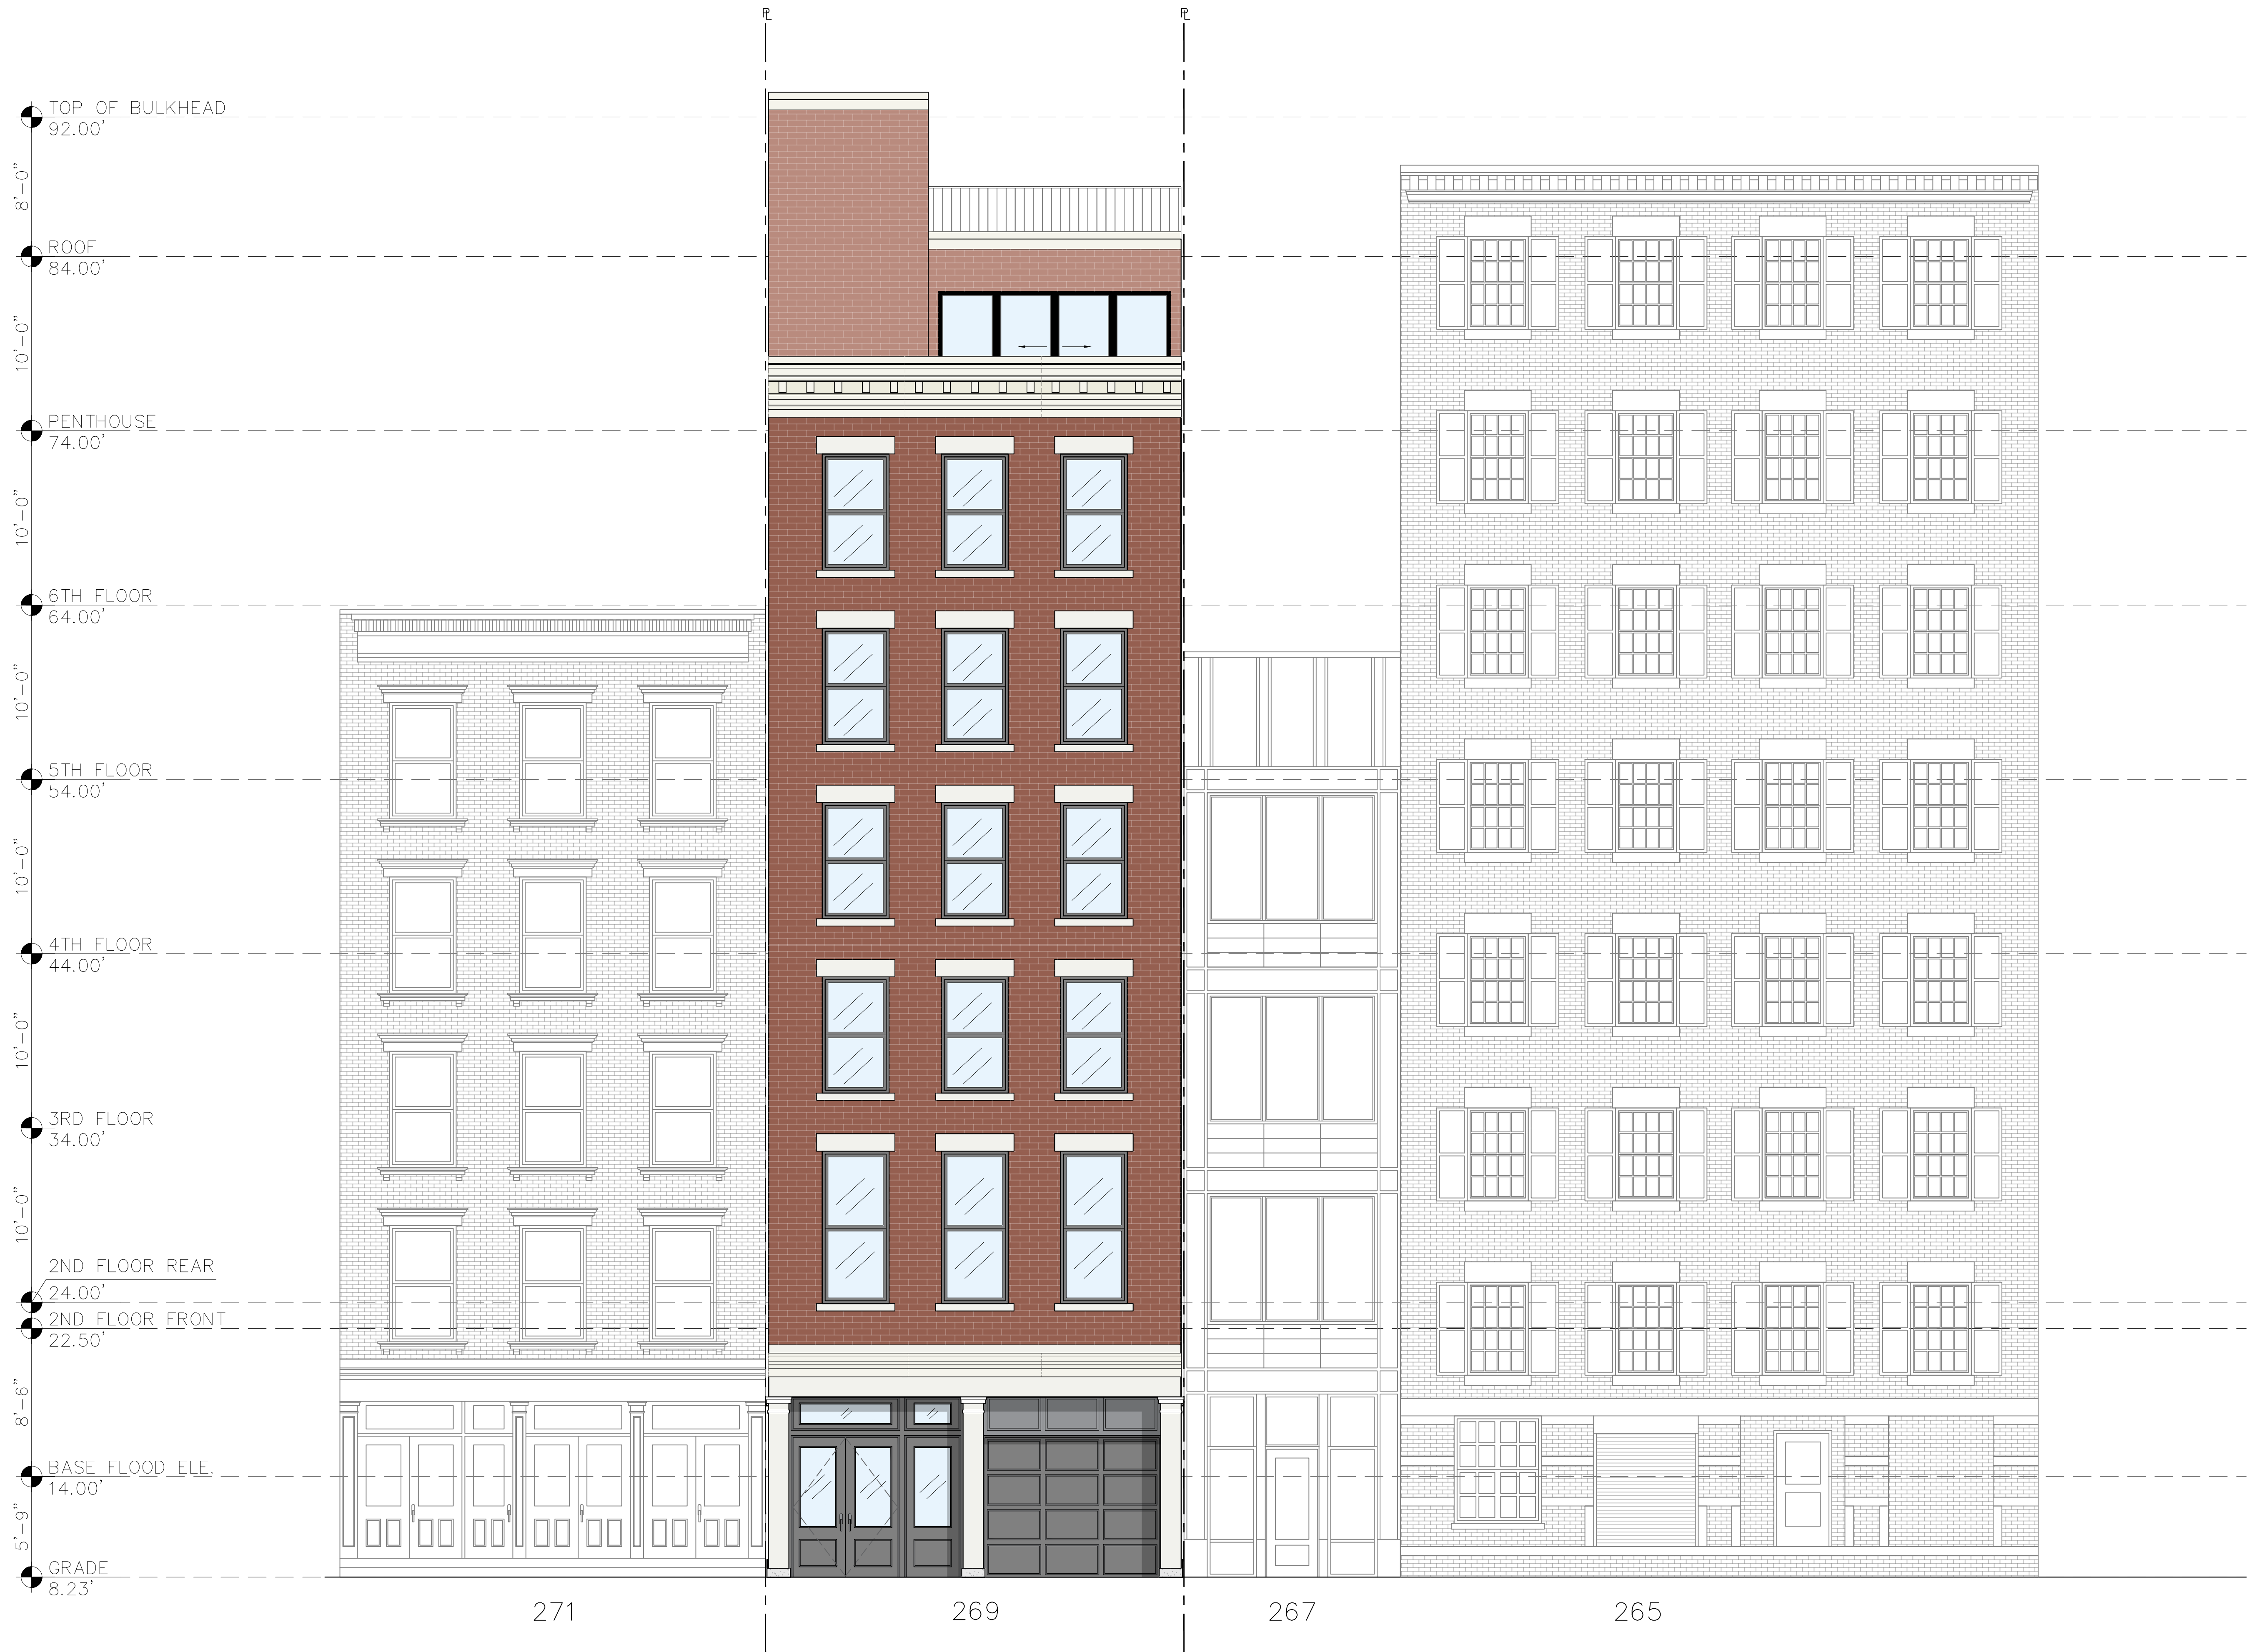 PL PL
TOP OF BULKHEAD
92.00'
8'-0"
ROOF
84.00'
10'-0"
PENTHOUSE
74.00'
10'-0"
6TH FLOOR
64.00'
10'-0"
5TH FLOOR
54.00'
10'-0"
4TH FLOOR
44.00'
10'-0"
3RD FLOOR
34.00'
10'-0"
2ND FLOOR REAR
24.00'
2ND FLOOR FRONT
22.50'
8'-6"
BASE FLOOD ELE.
14.00'
5'-9"
GRADE
8.23'
271 269 267 265